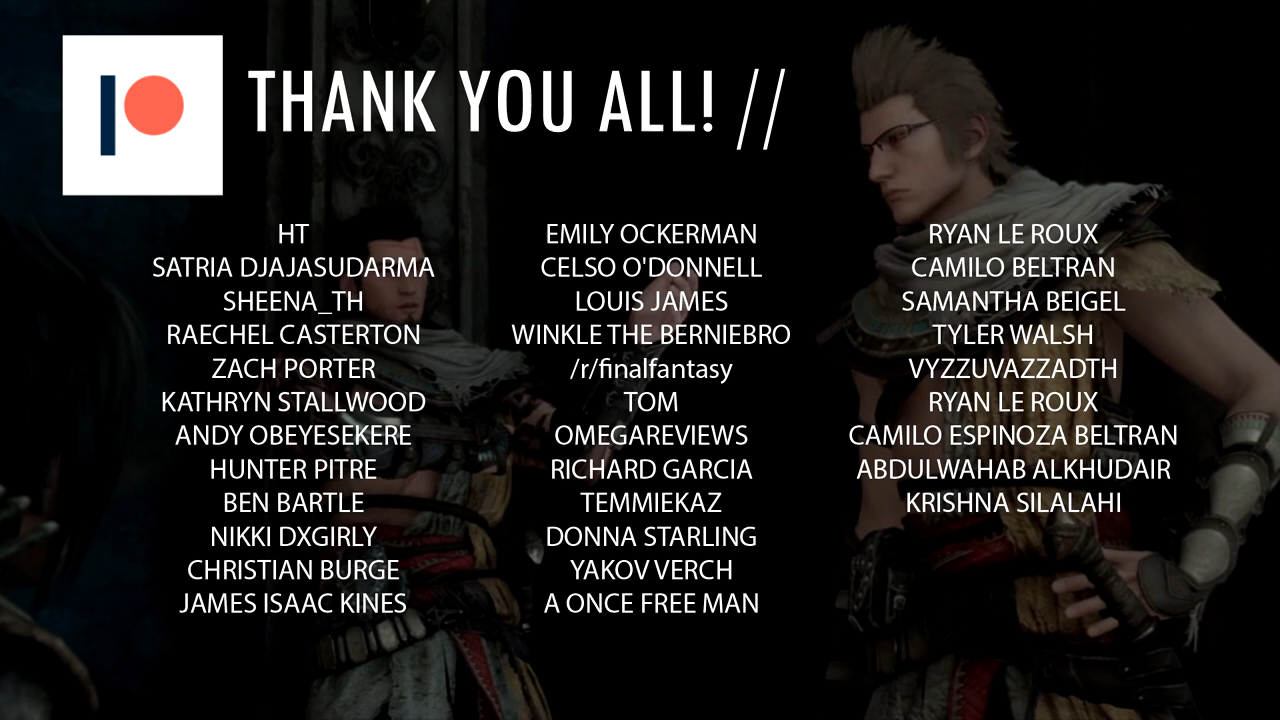 THANK YOU ALL! //
HT
SATRIA DJAJASUDARMA
SHEENA_TH
RAECHEL CASTERTON
ZACH PORTER
KATHRYN STALLWOOD
ANDY OBEYESEKERE
HUNTER PITRE
BEN BARTLE
NIKKI DXGIRLY
CHRISTIAN BURGE
JAMES ISAAC KINES
EMILY OCKERMAN
CELSO O'DONNELL
LOUIS JAMES
WINKLE THE BERNIEBRO
/r/finalfantasy
TOM
OMEGAREVIEWS
RICHARD GARCIA
TEMMIEKAZ
DONNA STARLING
YAKOV VERCH
A ONCE FREE MAN
RYAN LE ROUX
CAMILO BELTRAN
SAMANTHA BEIGEL
TYLER WALSH
VYZZUVAZZADTH
RYAN LE ROUX
CAMILO ESPINOZA BELTRAN
ABDULWAHAB ALKHUDAIR
KRISHNA SILALAHI